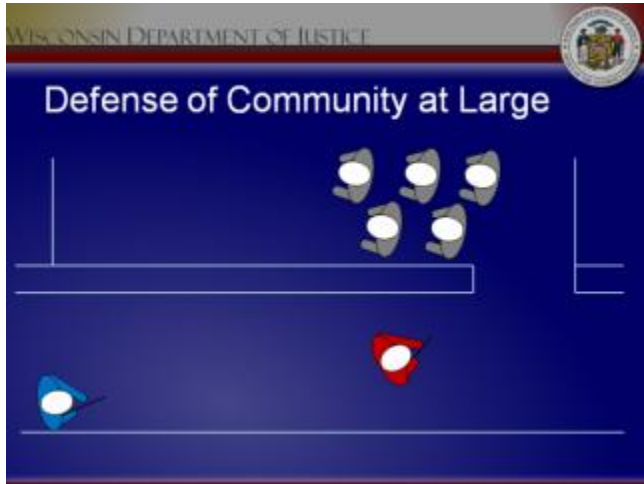 WISCONSIN DEPARTMENT OF JUSTICE
Defense of Community at Large